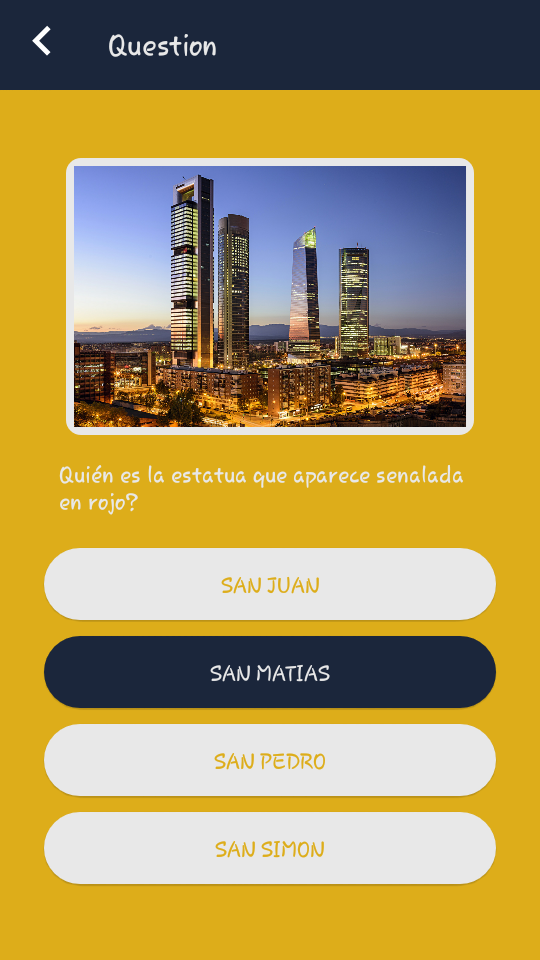 Question
Quién es la estatua que aparece senalada
en rojo?
SAN JUAN
SAN MATIAS
SAN PEDRO
SAN SIMON